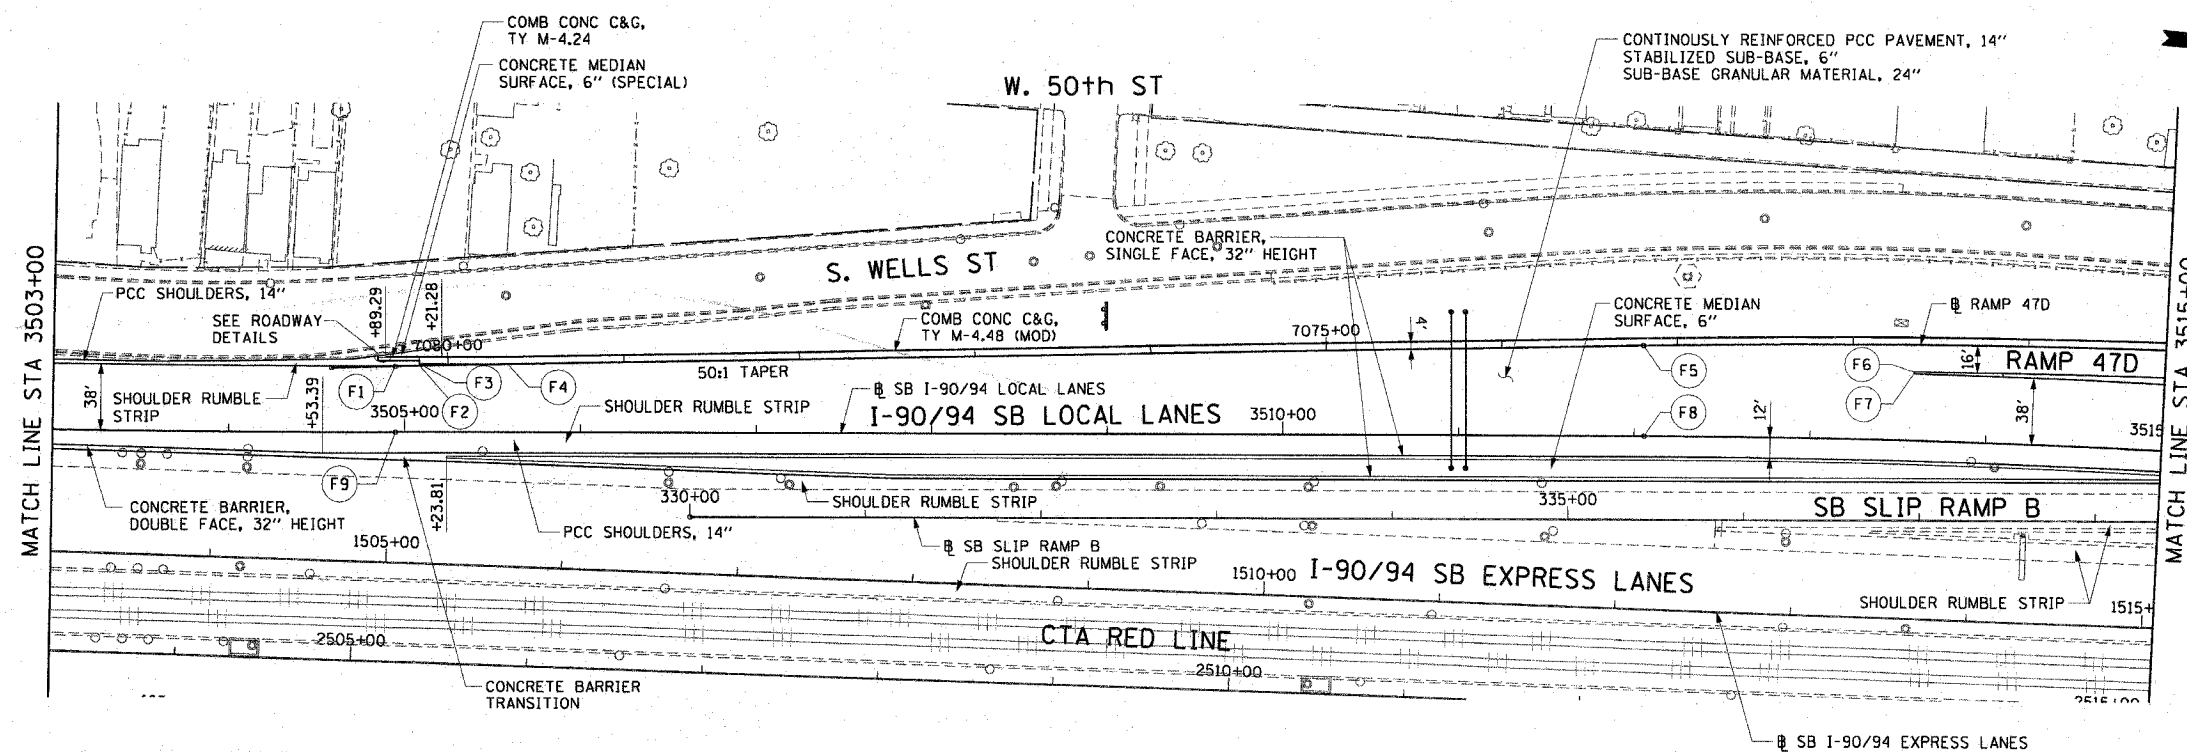 COMB CONC C&G,
TY M-4.24
CONCRETE MEDIAN
SURFACE, 6" (SPECIAL)
W. 50th ST
CONTINOUSLY REINFORCED PCC PAVEMENT, 14"
STABILIZED SUB-BASE, 6"
SUB-BASE GRANULAR MATERIAL, 24"
MATCH LINE STA 3503+00
PCC SHOULDERS, 14"
SEE ROADWAY
DETAILS
+89.29
+21.28
7080+00
S. WELLS ST
CONCRETE BARRIER,
SINGLE FACE, 32" HEIGHT
COMB CONC C&G,
TY M-4.48 (MOD)
7075+00
4'
CONCRETE MEDIAN
SURFACE, 6"
B RAMP 47D
RAMP 47D
16'
MATCH LINE STA 3515+00
38'
SHOULDER RUMBLE
STRIP
+53.39
F1
F2
F3
F4
50:1 TAPER
F5
F6
F7
F8
F9
3505+00
SHOULDER RUMBLE STRIP
B SB I-90/94 LOCAL LANES
I-90/94 SB LOCAL LANES
3510+00
12'
38'
3515
CONCRETE BARRIER,
DOUBLE FACE, 32" HEIGHT
+23.81
330+00
SHOULDER RUMBLE STRIP
335+00
SB SLIP RAMP B
PCC SHOULDERS, 14"
1505+00
B SB SLIP RAMP B
SHOULDER RUMBLE STRIP
1510+00
I-90/94 SB EXPRESS LANES
SHOULDER RUMBLE STRIP
1515+
2505+00
CTA RED LINE
2510+00
CONCRETE BARRIER
TRANSITION
B SB I-90/94 EXPRESS LANES